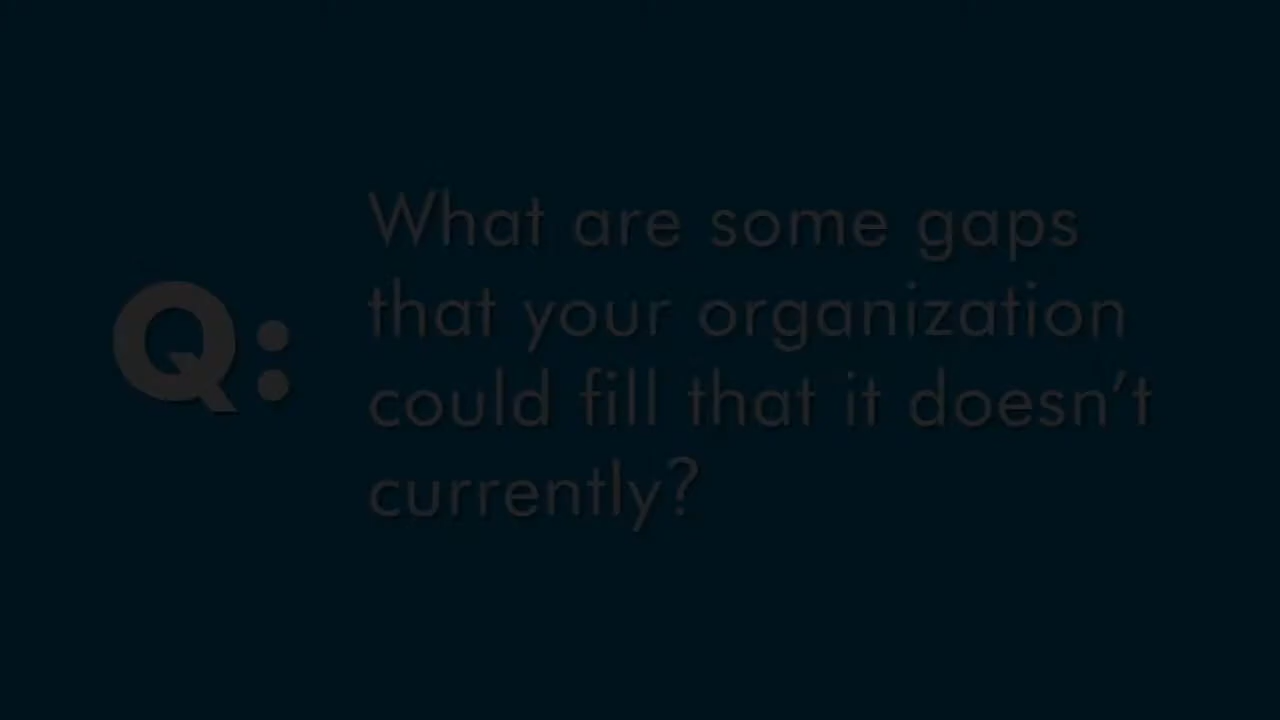 Q:
What are some gaps
that your organization
could fill that it doesn’t
currently?